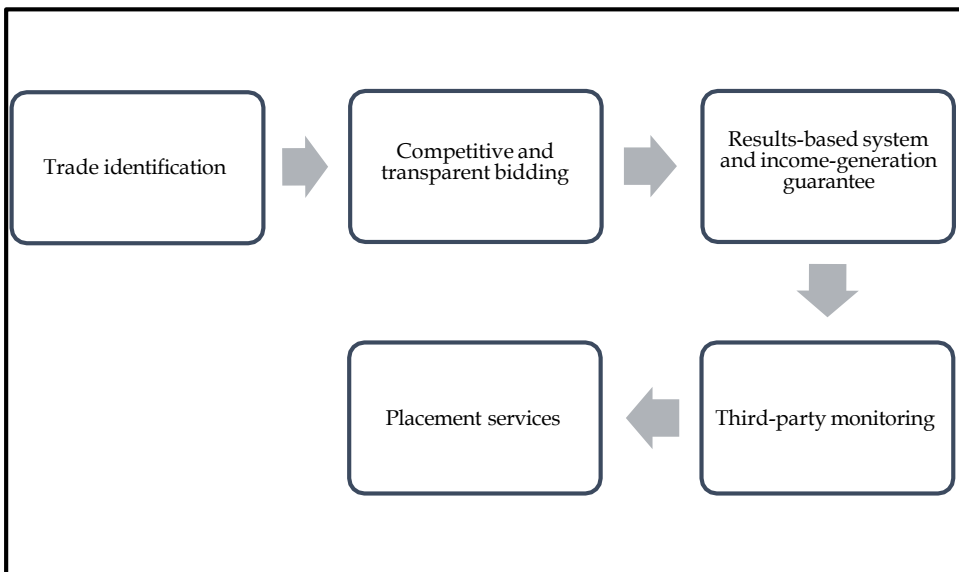 Trade identification
Competitive and
transparent bidding
Results-based system
and income-generation
guarantee
Third-party monitoring
Placement services